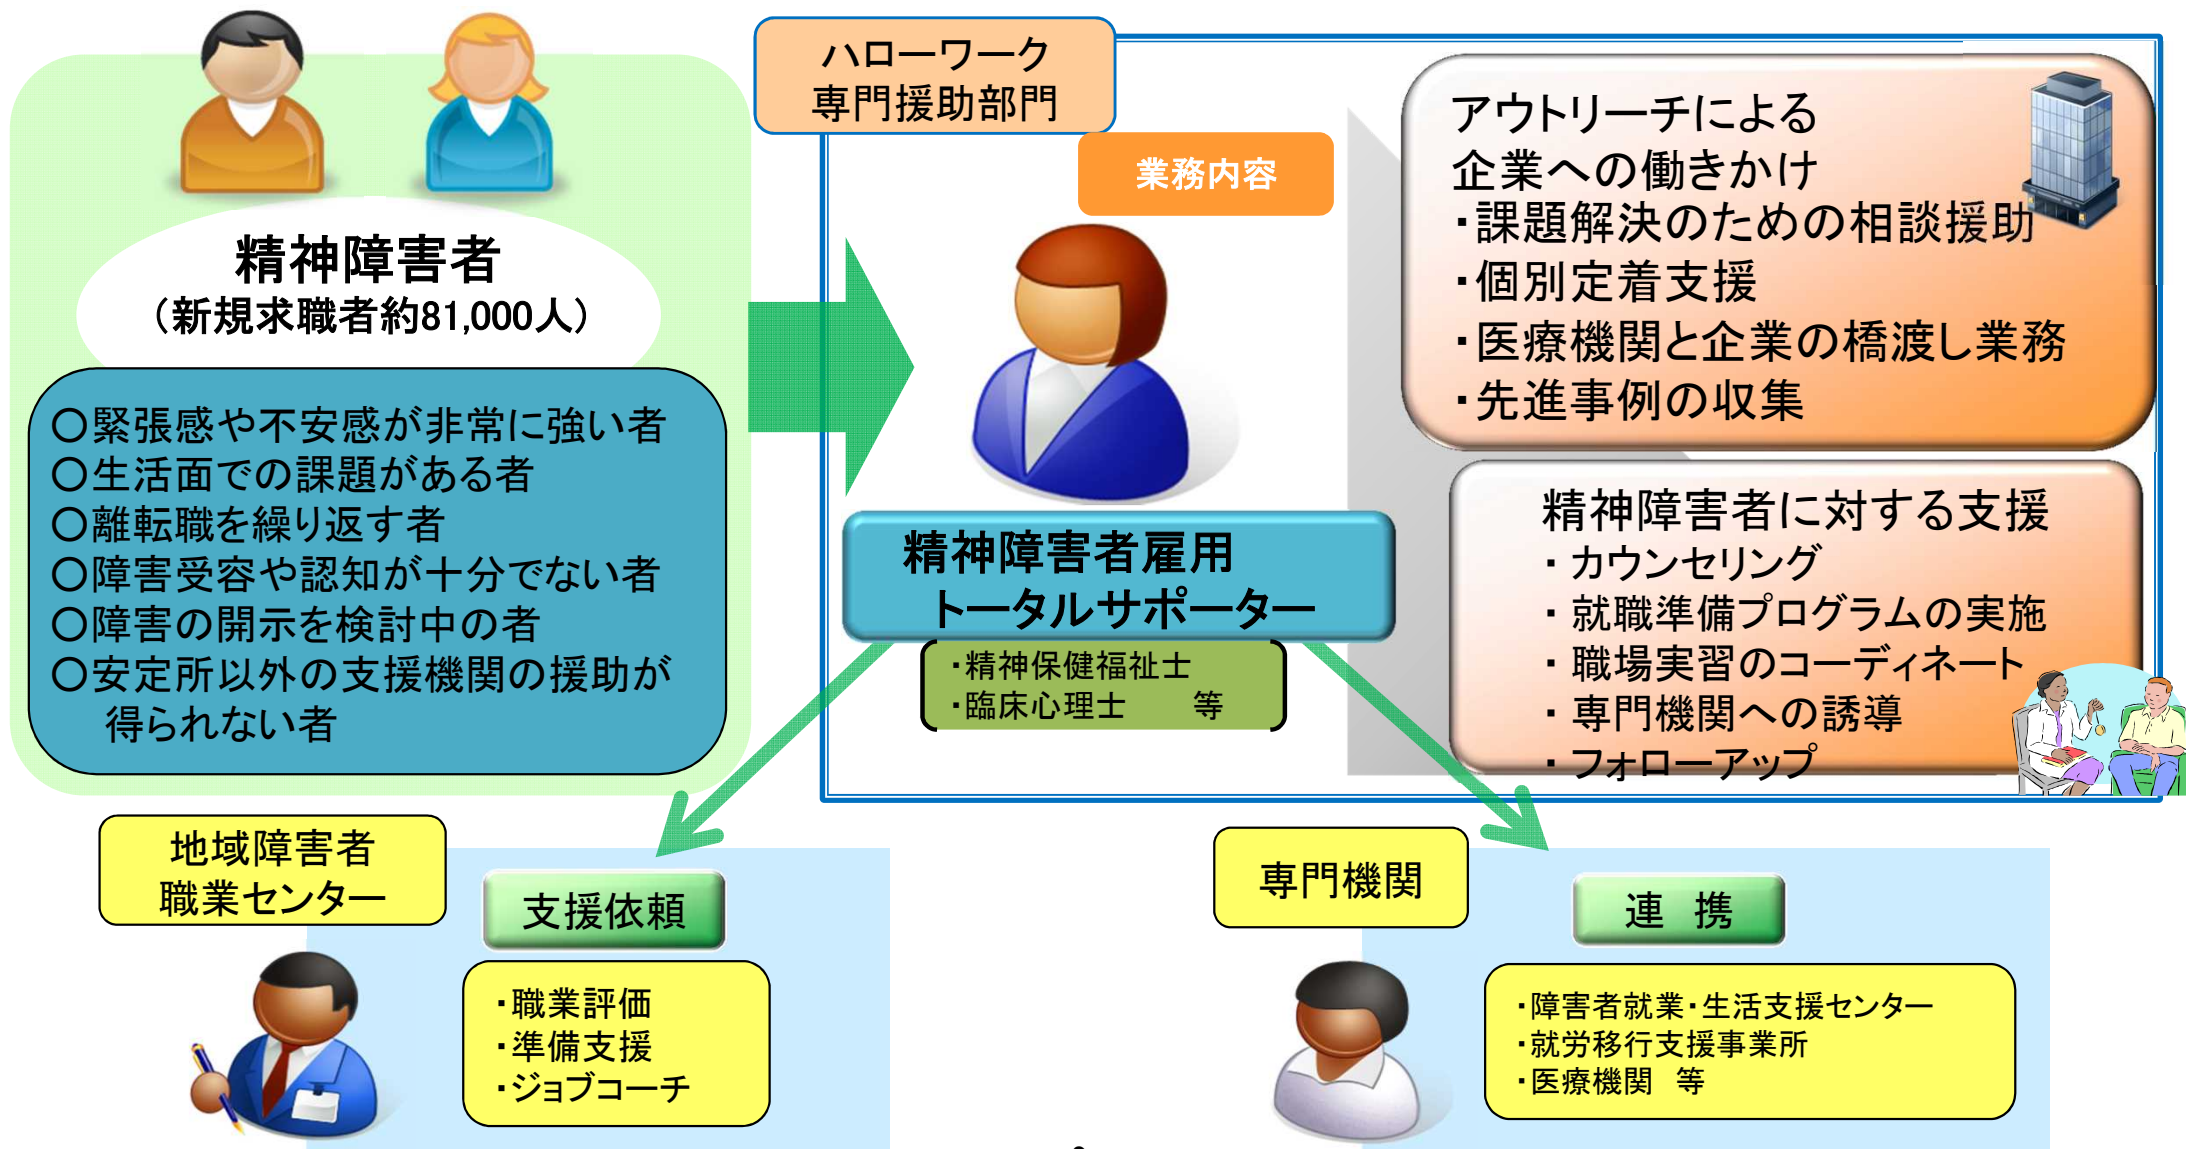 精神障害者
（新規求職者約81,000人）
○緊張感や不安感が非常に強い者
○生活面での課題がある者
○離転職を繰り返す者
○障害受容や認知が十分でない者
○障害の開示を検討中の者
○安定所以外の支援機関の援助が
得られない者
ハローワーク
専門援助部門
業務内容
精神障害者雇用
トータルサポーター
・精神保健福祉士
・臨床心理士　　等
アウトリーチによる
企業への働きかけ
・課題解決のための相談援助
・個別定着支援
・医療機関と企業の橋渡し業務
・先進事例の収集
精神障害者に対する支援
・カウンセリング
・就職準備プログラムの実施
・職場実習のコーディネート
・専門機関への誘導
・フォローアップ
地域障害者
職業センター
支援依頼
・職業評価
・準備支援
・ジョブコーチ
専門機関
連　携
・障害者就業・生活支援センター
・就労移行支援事業所
・医療機関　等